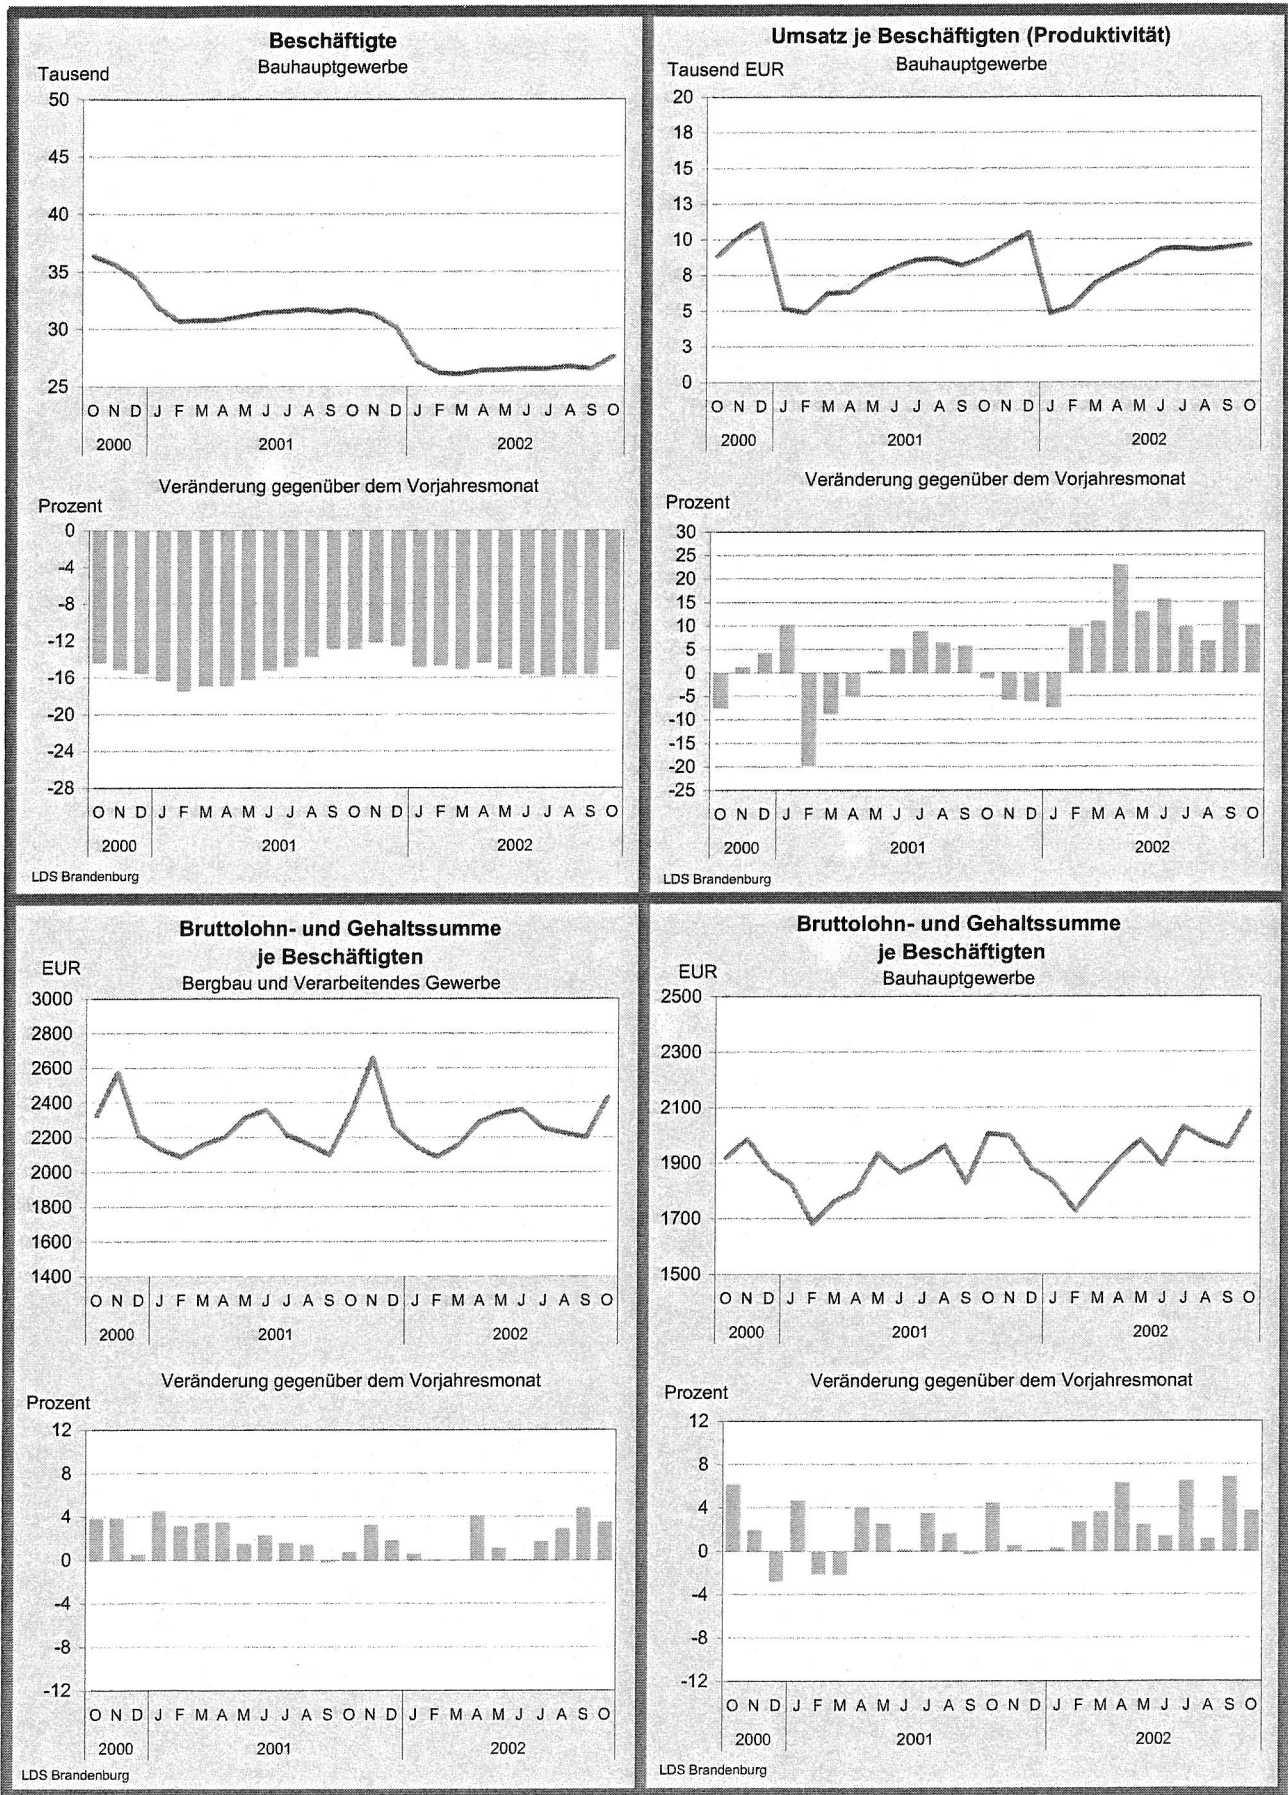 Beschäftigte
Bauhauptgewerbe
Tausend
50
45
40
35
30
25
O N D J F M A M J J A S O N D J F M A M J J A S O
2000 2001 2002
Veränderung gegenüber dem Vorjahresmonat
Prozent
0
-4
-8
-12
-16
-20
-24
-28
O N D J F M A M J J A S O N D J F M A M J J A S O
2000 2001 2002
LDS Brandenburg
Umsatz je Beschäftigten (Produktivität)
Bauhauptgewerbe
Tausend EUR
20
18
15
13
10
8
5
3
0
O N D J F M A M J J A S O N D J F M A M J J A S O
2000 2001 2002
Veränderung gegenüber dem Vorjahresmonat
Prozent
30
25
20
15
10
5
0
-5
-10
-15
-20
-25
O N D J F M A M J J A S O N D J F M A M J J A S O
2000 2001 2002
LDS Brandenburg
Bruttolohn- und Gehaltssumme
je Beschäftigten
EUR
Bergbau und Verarbeitendes Gewerbe
3000
2800
2600
2400
2200
2000
1800
1600
1400
O N D J F M A M J J A S O N D J F M A M J J A S O
2000 2001 2002
Veränderung gegenüber dem Vorjahresmonat
Prozent
12
8
4
0
-4
-8
-12
O N D J F M A M J J A S O N D J F M A M J J A S O
2000 2001 2002
LDS Brandenburg
Bruttolohn- und Gehaltssumme
je Beschäftigten
EUR
Bauhauptgewerbe
2500
2300
2100
1900
1700
1500
O N D J F M A M J J A S O N D J F M A M J J A S O
2000 2001 2002
Veränderung gegenüber dem Vorjahresmonat
Prozent
12
8
4
0
-4
-8
-12
O N D J F M A M J J A S O N D J F M A M J J A S O
2000 2001 2002
LDS Brandenburg